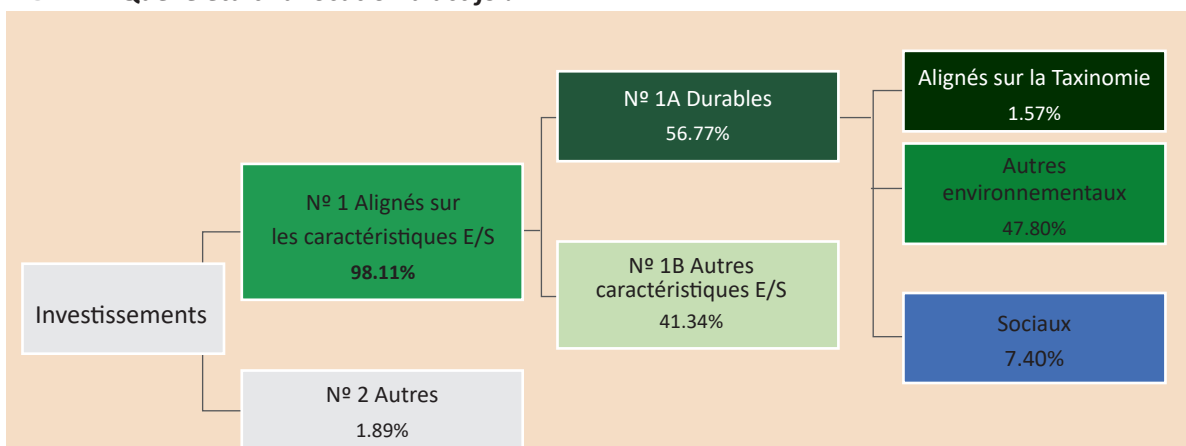 Investissements
Nº 1 Alignés sur
les caractéristiques E/S
98.11%
Nº 2 Autres
1.89%
Nº 1A Durables
56.77%
Nº 1B Autres
caractéristiques E/S
41.34%
Alignés sur la Taxinomie
1.57%
Autres
environnementaux
47.80%
Sociaux
7.40%